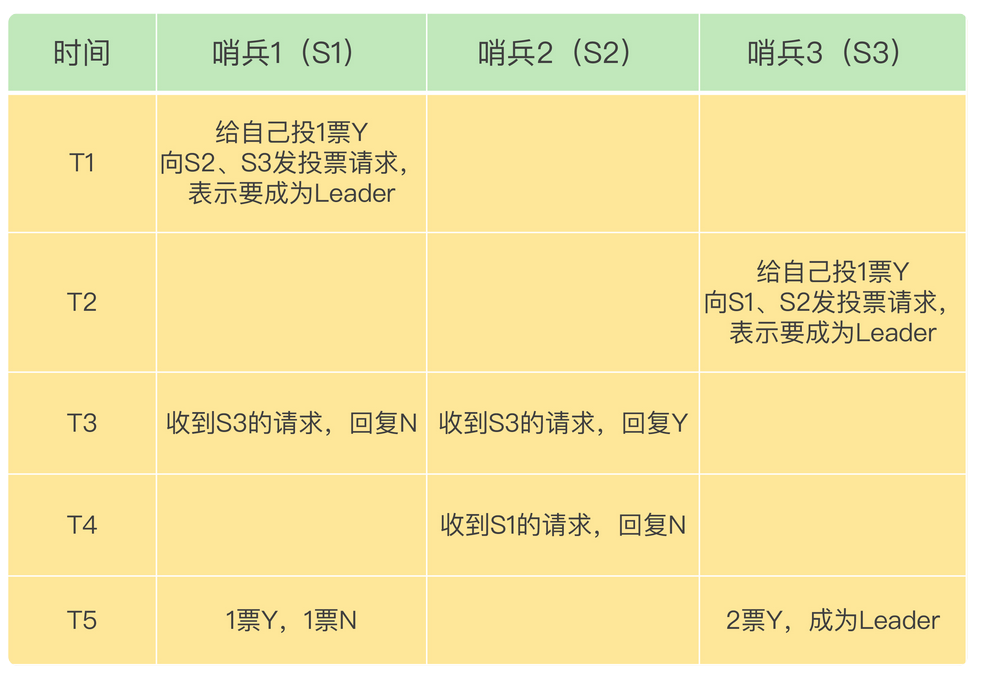 时间 哨兵1（S1） 哨兵2（S2） 哨兵3（S3）
T1
给自己投1票Y
向S2、S3发投票请求，
表示要成为Leader
T2
给自己投1票Y
向S1、S2发投票请求，
表示要成为Leader
T3 收到S3的请求，回复N 收到S3的请求，回复Y
T4 收到S1的请求，回复N
T5 1票Y，1票N 2票Y，成为Leader